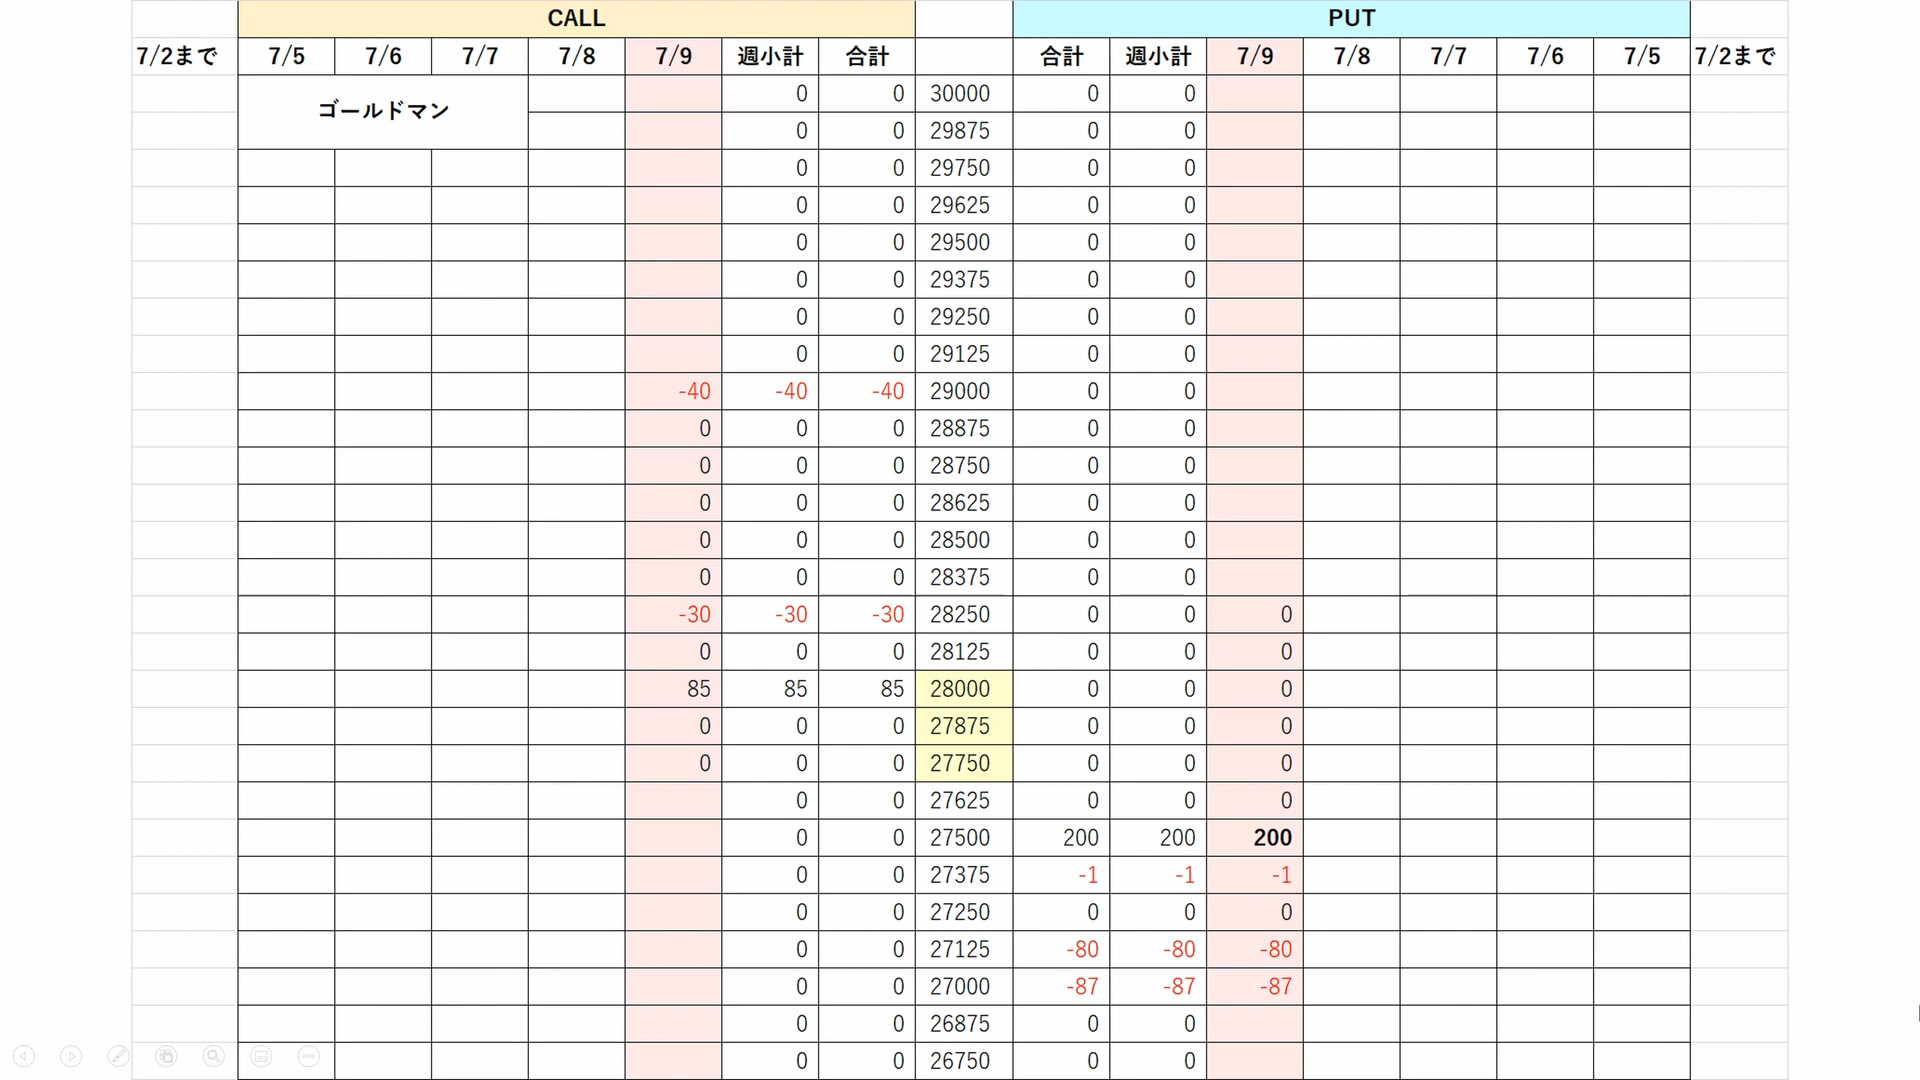 CALL PUT
7/2まで 7/5 7/6 7/7 7/8 7/9 週小計 合計 合計 週小計 7/9 7/8 7/7 7/6 7/5 7/2まで
ゴールドマン
0 0 30000 0 0
0 0 29875 0 0
0 0 29750 0 0
0 0 29625 0 0
0 0 29500 0 0
0 0 29375 0 0
0 0 29250 0 0
0 0 29125 0 0
-40 -40 -40 29000 0 0
0 0 0 28875 0 0
0 0 0 28750 0 0
0 0 0 28625 0 0
0 0 0 28500 0 0
0 0 0 28375 0 0
-30 -30 -30 28250 0 0 0
0 0 0 28125 0 0 0
85 85 85 28000 0 0 0
0 0 0 27875 0 0 0
0 0 0 27750 0 0 0
0 0 27625 0 0 0
0 0 27500 200 200 200
0 0 27375 -1 -1 -1
0 0 27250 0 0 0
0 0 27125 -80 -80 -80
0 0 27000 -87 -87 -87
0 0 26875 0 0
0 0 26750 0 0